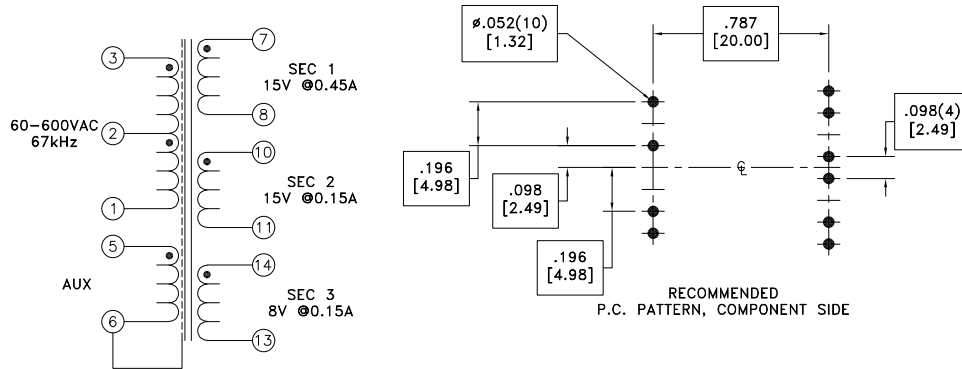 3
2
1
5
6
60-600VAC
67kHz
AUX
7
8
10
11
14
13
SEC 1
15V @0.45A
SEC 2
15V @0.15A
SEC 3
8V @0.15A
ø.052(10)
[1.32]
.787
[20.00]
.098(4)
[2.49]
.196
[4.98]
.098
[2.49]
.196
[4.98]
℄
RECOMMENDED
P.C. PATTERN, COMPONENT SIDE